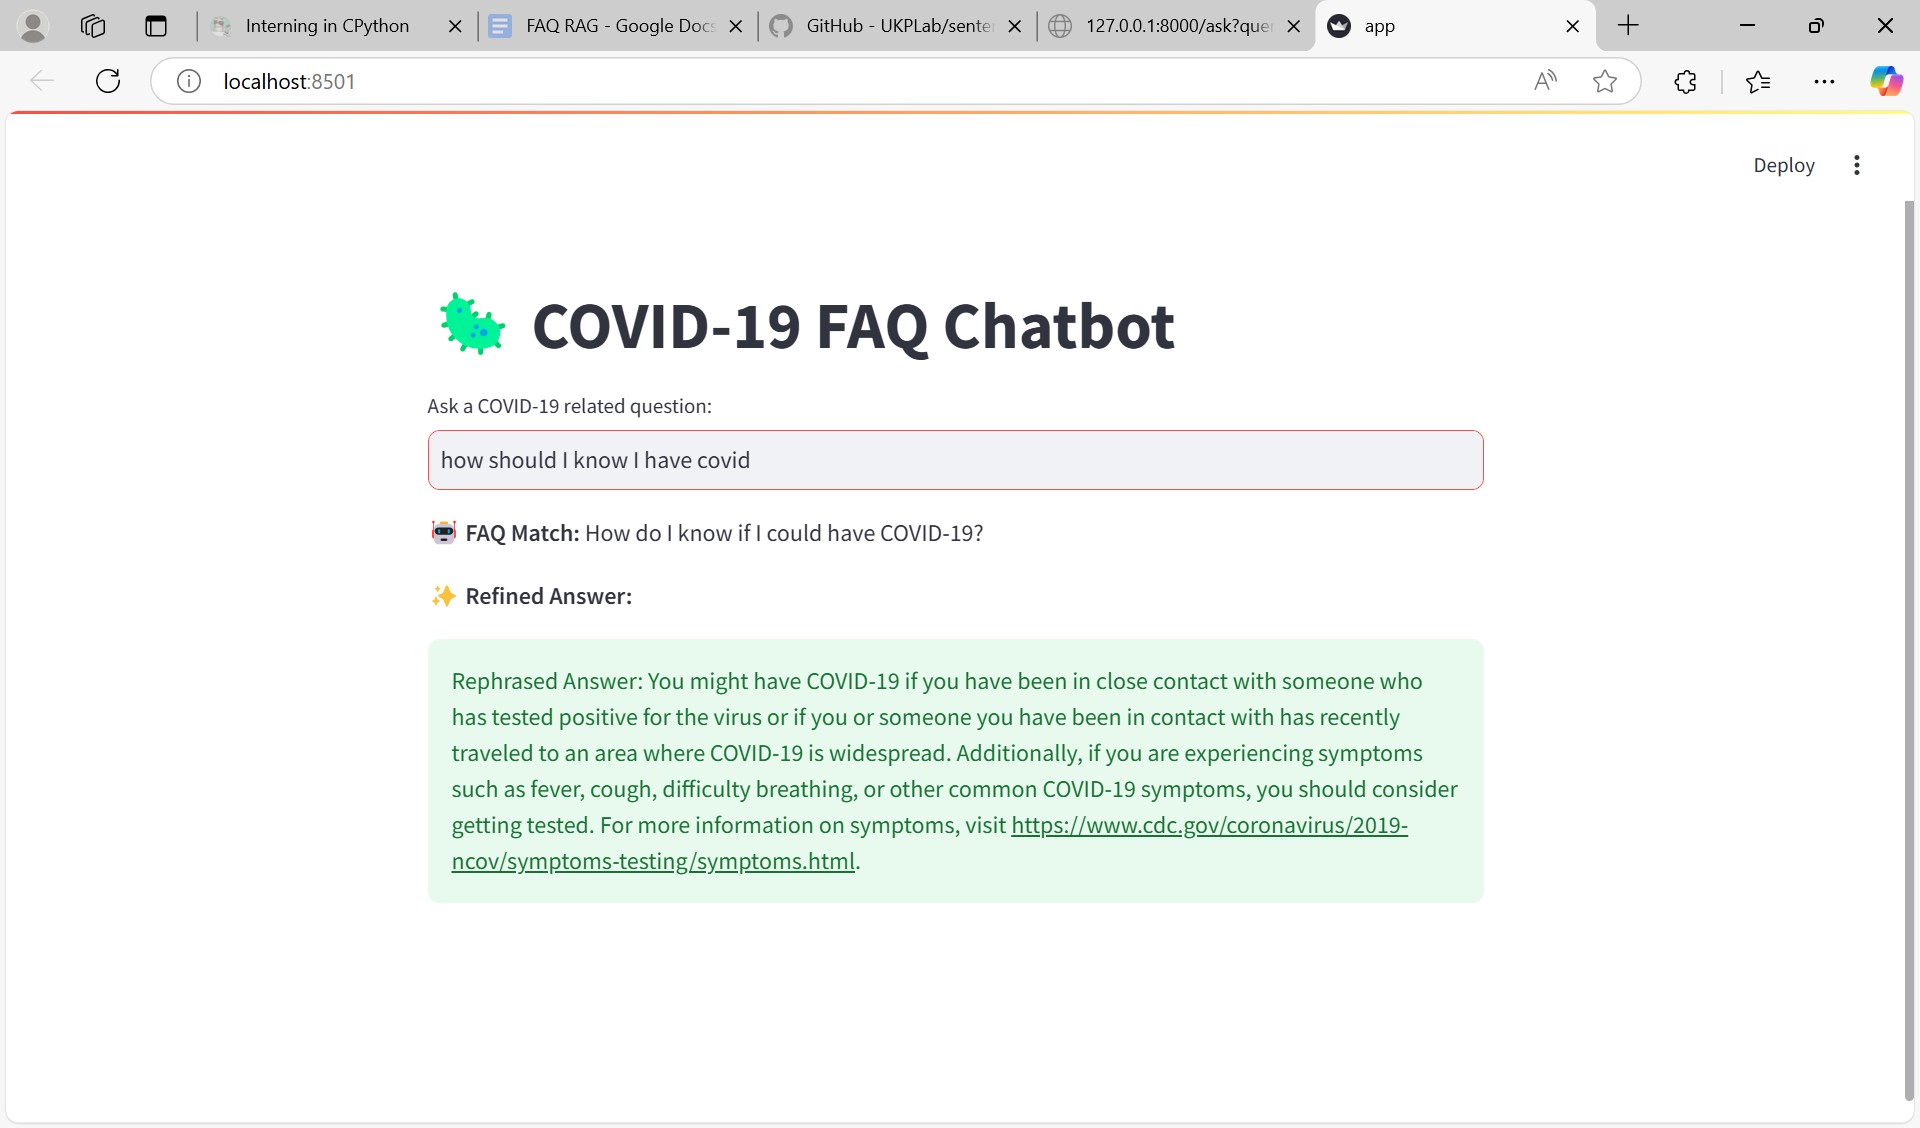 Interning in CPython
FAQ RAG - Google Docs
GitHub - UKPLab/sente
127.0.0.1:8000/ask?que
app
localhost:8501
Deploy
COVID-19 FAQ Chatbot
Ask a COVID-19 related question:
how should I know I have covid
FAQ Match: How do I know if I could have COVID-19?
Refined Answer:
Rephrased Answer: You might have COVID-19 if you have been in close contact with someone who
has tested positive for the virus or if you or someone you have been in contact with has recently
traveled to an area where COVID-19 is widespread. Additionally, if you are experiencing symptoms
such as fever, cough, difficulty breathing, or other common COVID-19 symptoms, you should consider
getting tested. For more information on symptoms, visit https://www.cdc.gov/coronavirus/2019-
ncov/symptoms-testing/symptoms.html.